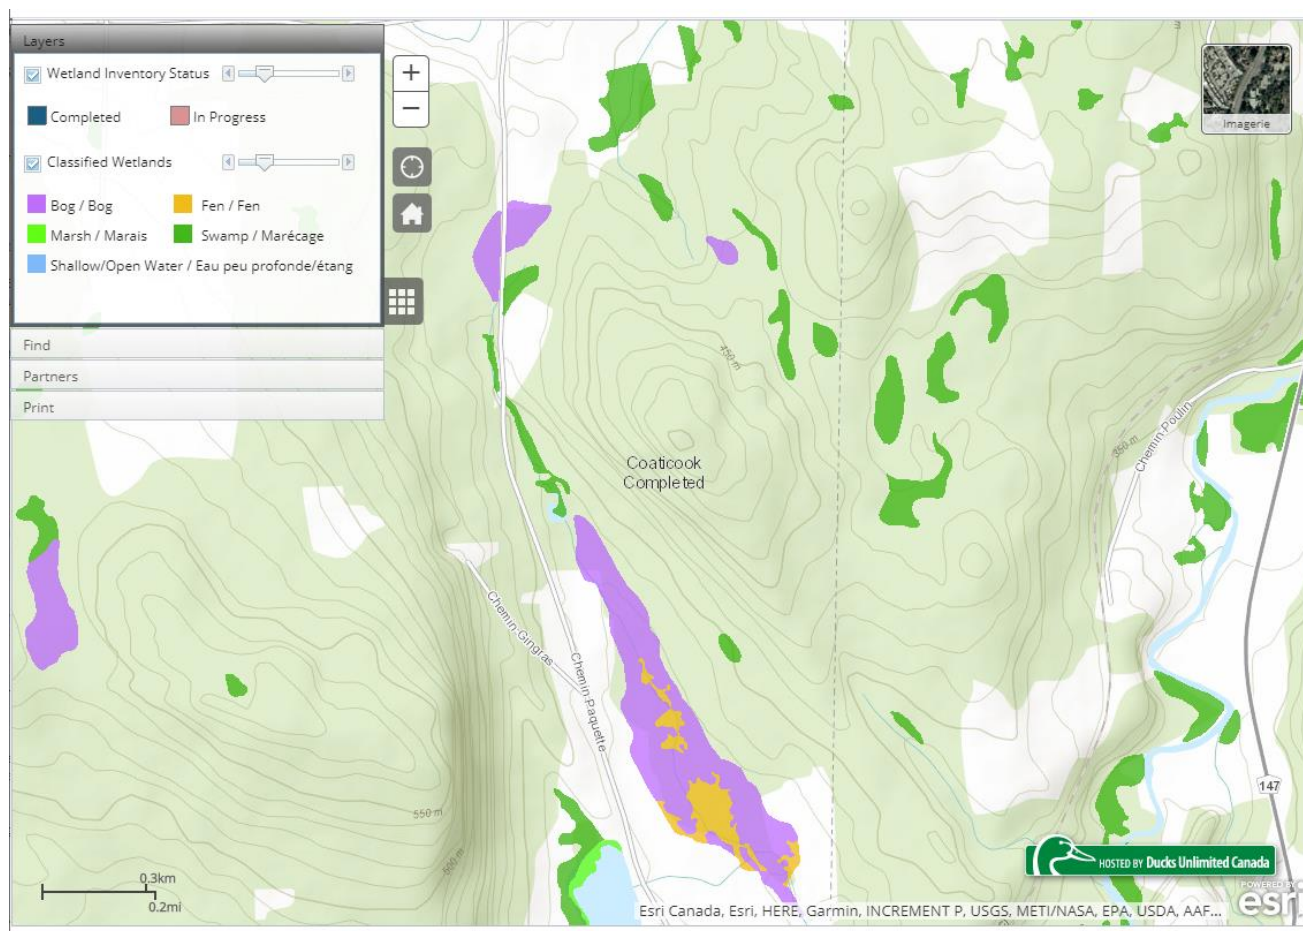 Layers
Wetland Inventory Status
Completed In Progress
Classified Wetlands
Bog / Bog Fen / Fen
Marsh / Marais Swamp / Marécage
Shallow/Open Water / Eau peu profonde/étang
Find
Partners
Print
+
−
Imagerie
450 m
Coaticook
Completed
350 m
Chemin-Poulin
Chemin-Gingras
Chemin-Paquette
550 m
500 m
147
0.3km
0.2mi
HOSTED BY Ducks Unlimited Canada
POWERED BY
esri
Esri Canada, Esri, HERE, Garmin, INCREMENT P, USGS, METI/NASA, EPA, USDA, AAF...